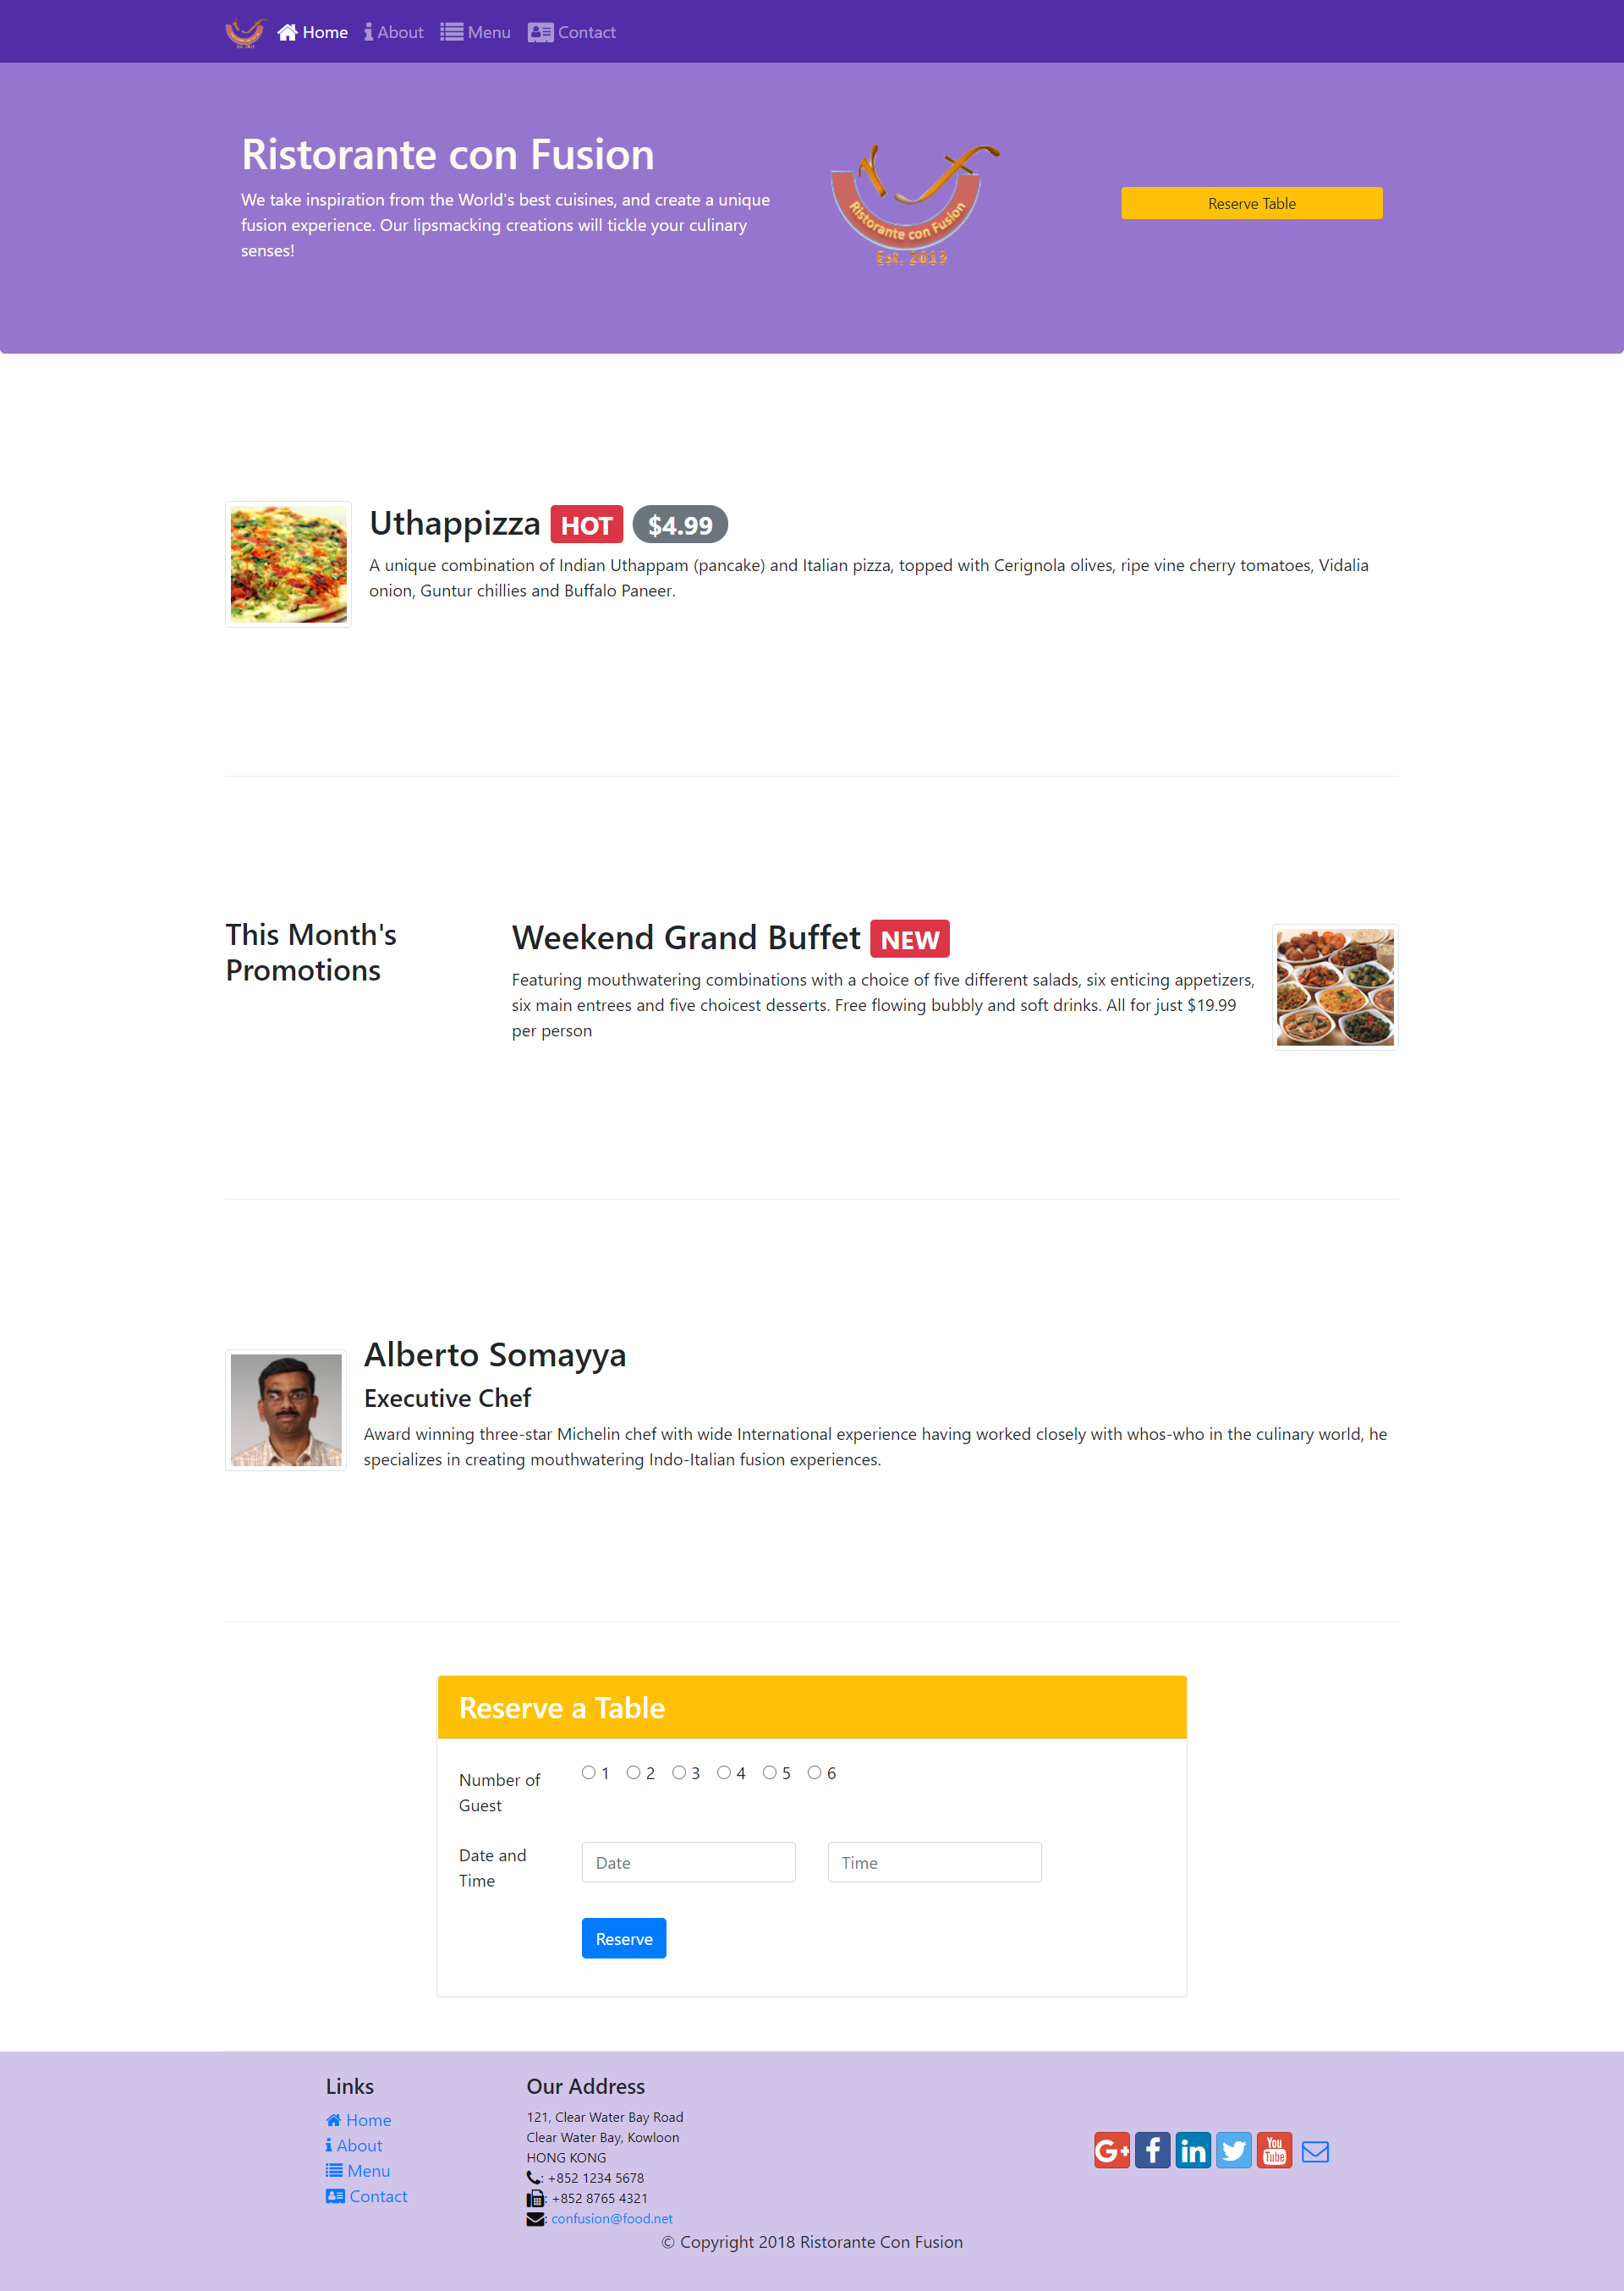 Home About Menu Contact
Ristorante con Fusion
We take inspiration from the World's best cuisines, and create a unique
fusion experience. Our lipsmacking creations will tickle your culinary
senses!
Ristorante con Fusion
Est. 2013
Reserve Table
Uthappizza HOT $4.99
A unique combination of Indian Uthappam (pancake) and Italian pizza, topped with Cerignola olives, ripe vine cherry tomatoes, Vidalia
onion, Guntur chillies and Buffalo Paneer.
This Month's
Promotions
Weekend Grand Buffet NEW
Featuring mouthwatering combinations with a choice of five different salads, six enticing appetizers,
six main entrees and five choicest desserts. Free flowing bubbly and soft drinks. All for just $19.99
per person
Alberto Somayya
Executive Chef
Award winning three-star Michelin chef with wide International experience having worked closely with whos-who in the culinary world, he
specializes in creating mouthwatering Indo-Italian fusion experiences.
Reserve a Table
Number of
Guest
1 2 3 4 5 6
Date and
Time
Date
Time
Reserve
Links
Home
About
Menu
Contact
Our Address
121, Clear Water Bay Road
Clear Water Bay, Kowloon
HONG KONG
: +852 1234 5678
: +852 8765 4321
: confusion@food.net
G+ f in You Tube
© Copyright 2018 Ristorante Con Fusion